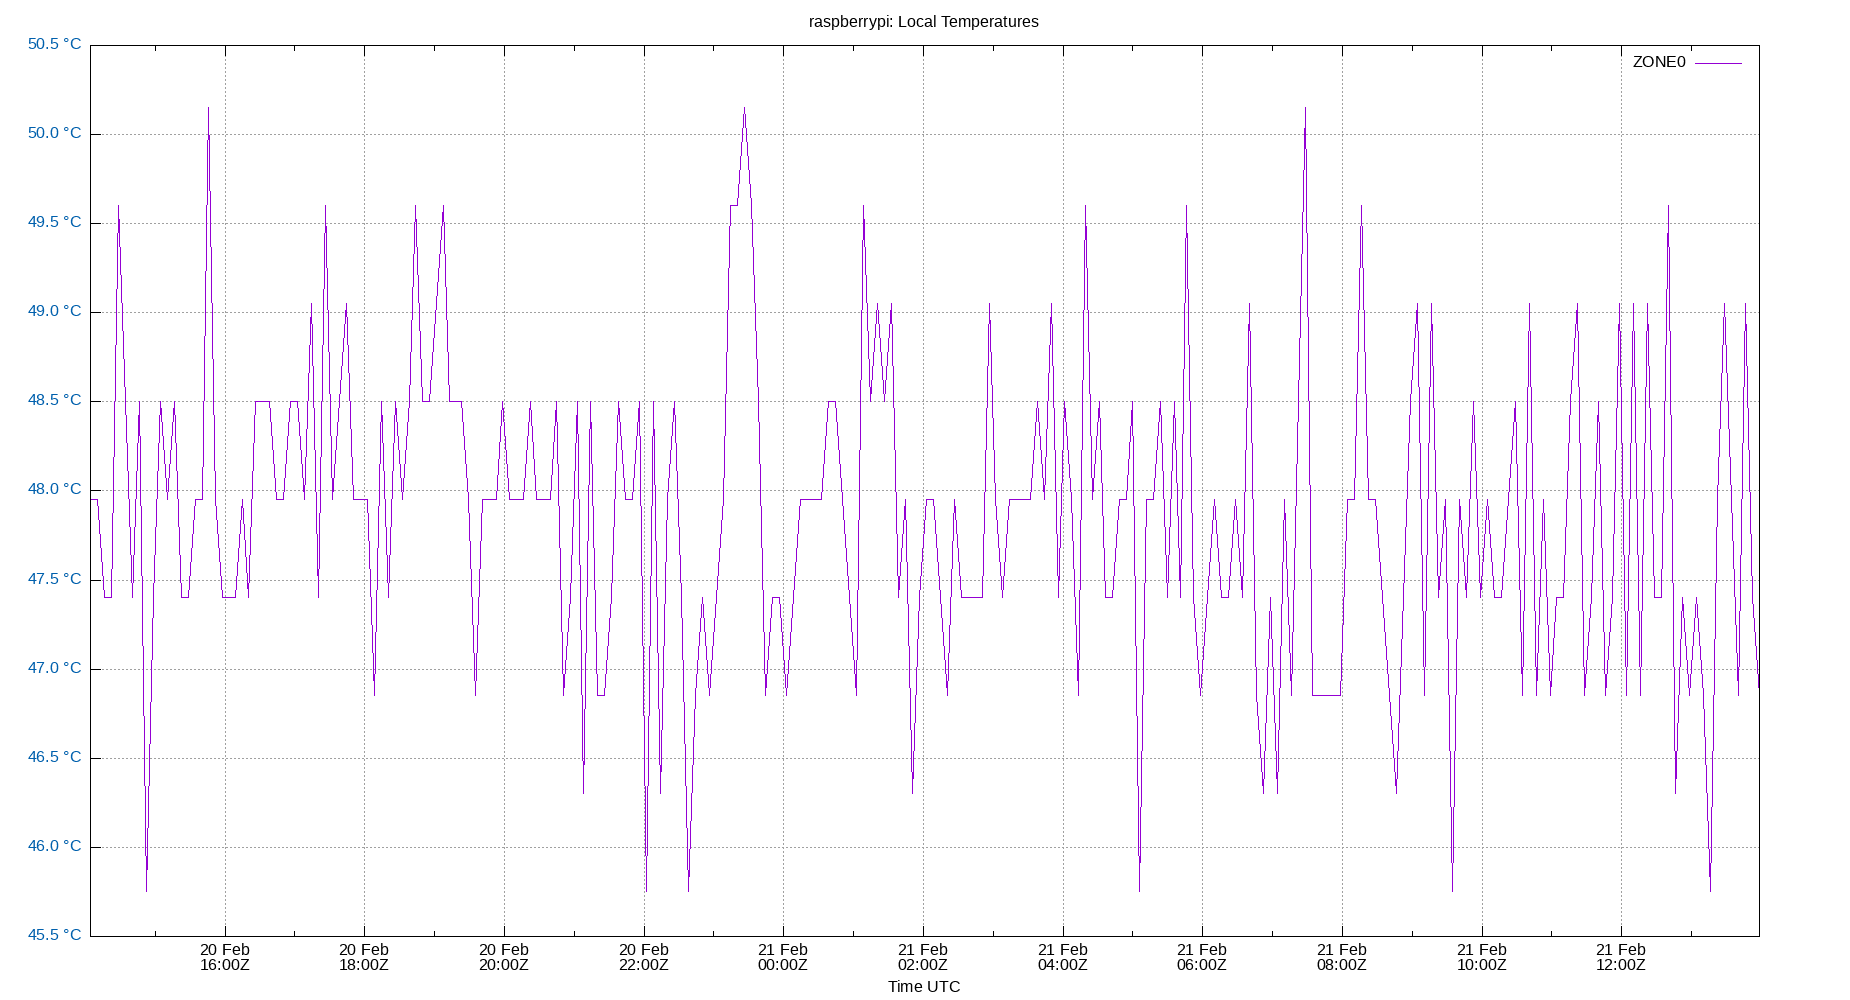 raspberrypi: Local Temperatures
50.5 °C
ZONE0
50.0 °C
49.5 °C
49.0 °C
48.5 °C
48.0 °C
47.5 °C
47.0 °C
46.5 °C
46.0 °C
45.5 °C
20 Feb
16:00Z
20 Feb
18:00Z
20 Feb
20:00Z
20 Feb
22:00Z
21 Feb
00:00Z
21 Feb
02:00Z
21 Feb
04:00Z
21 Feb
06:00Z
21 Feb
08:00Z
21 Feb
10:00Z
21 Feb
12:00Z
Time UTC